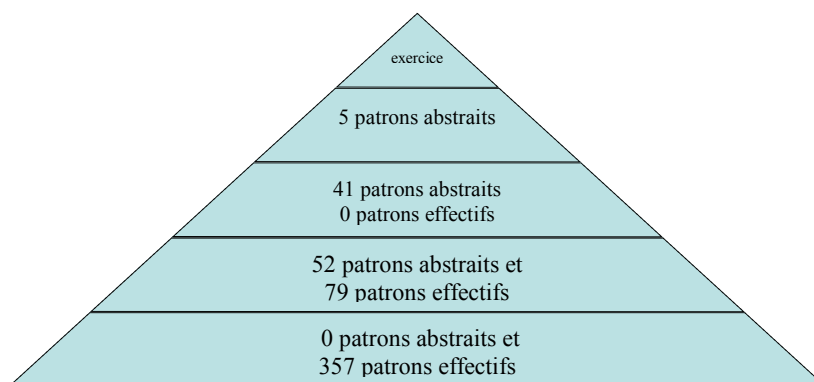 exercice
5 patrons abstraits
41 patrons abstraits
0 patrons effectifs
52 patrons abstraits et
79 patrons effectifs
0 patrons abstraits et
357 patrons effectifs